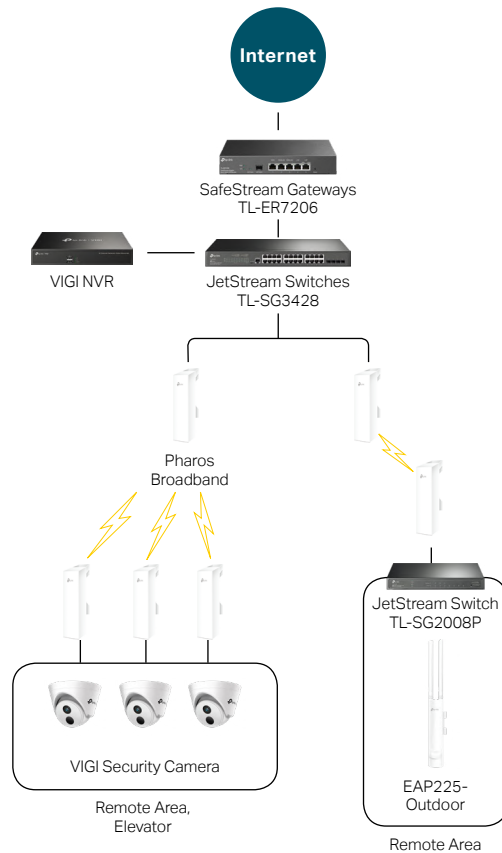 Internet
SafeStream Gateways
TL-ER7206
VIGI NVR
JetStream Switches
TL-SG3428
Pharos
Broadband
JetStream Switch
TL-SG2008P
VIGI Security Camera
EAP225-
Outdoor
Remote Area,
Elevator
Remote Area